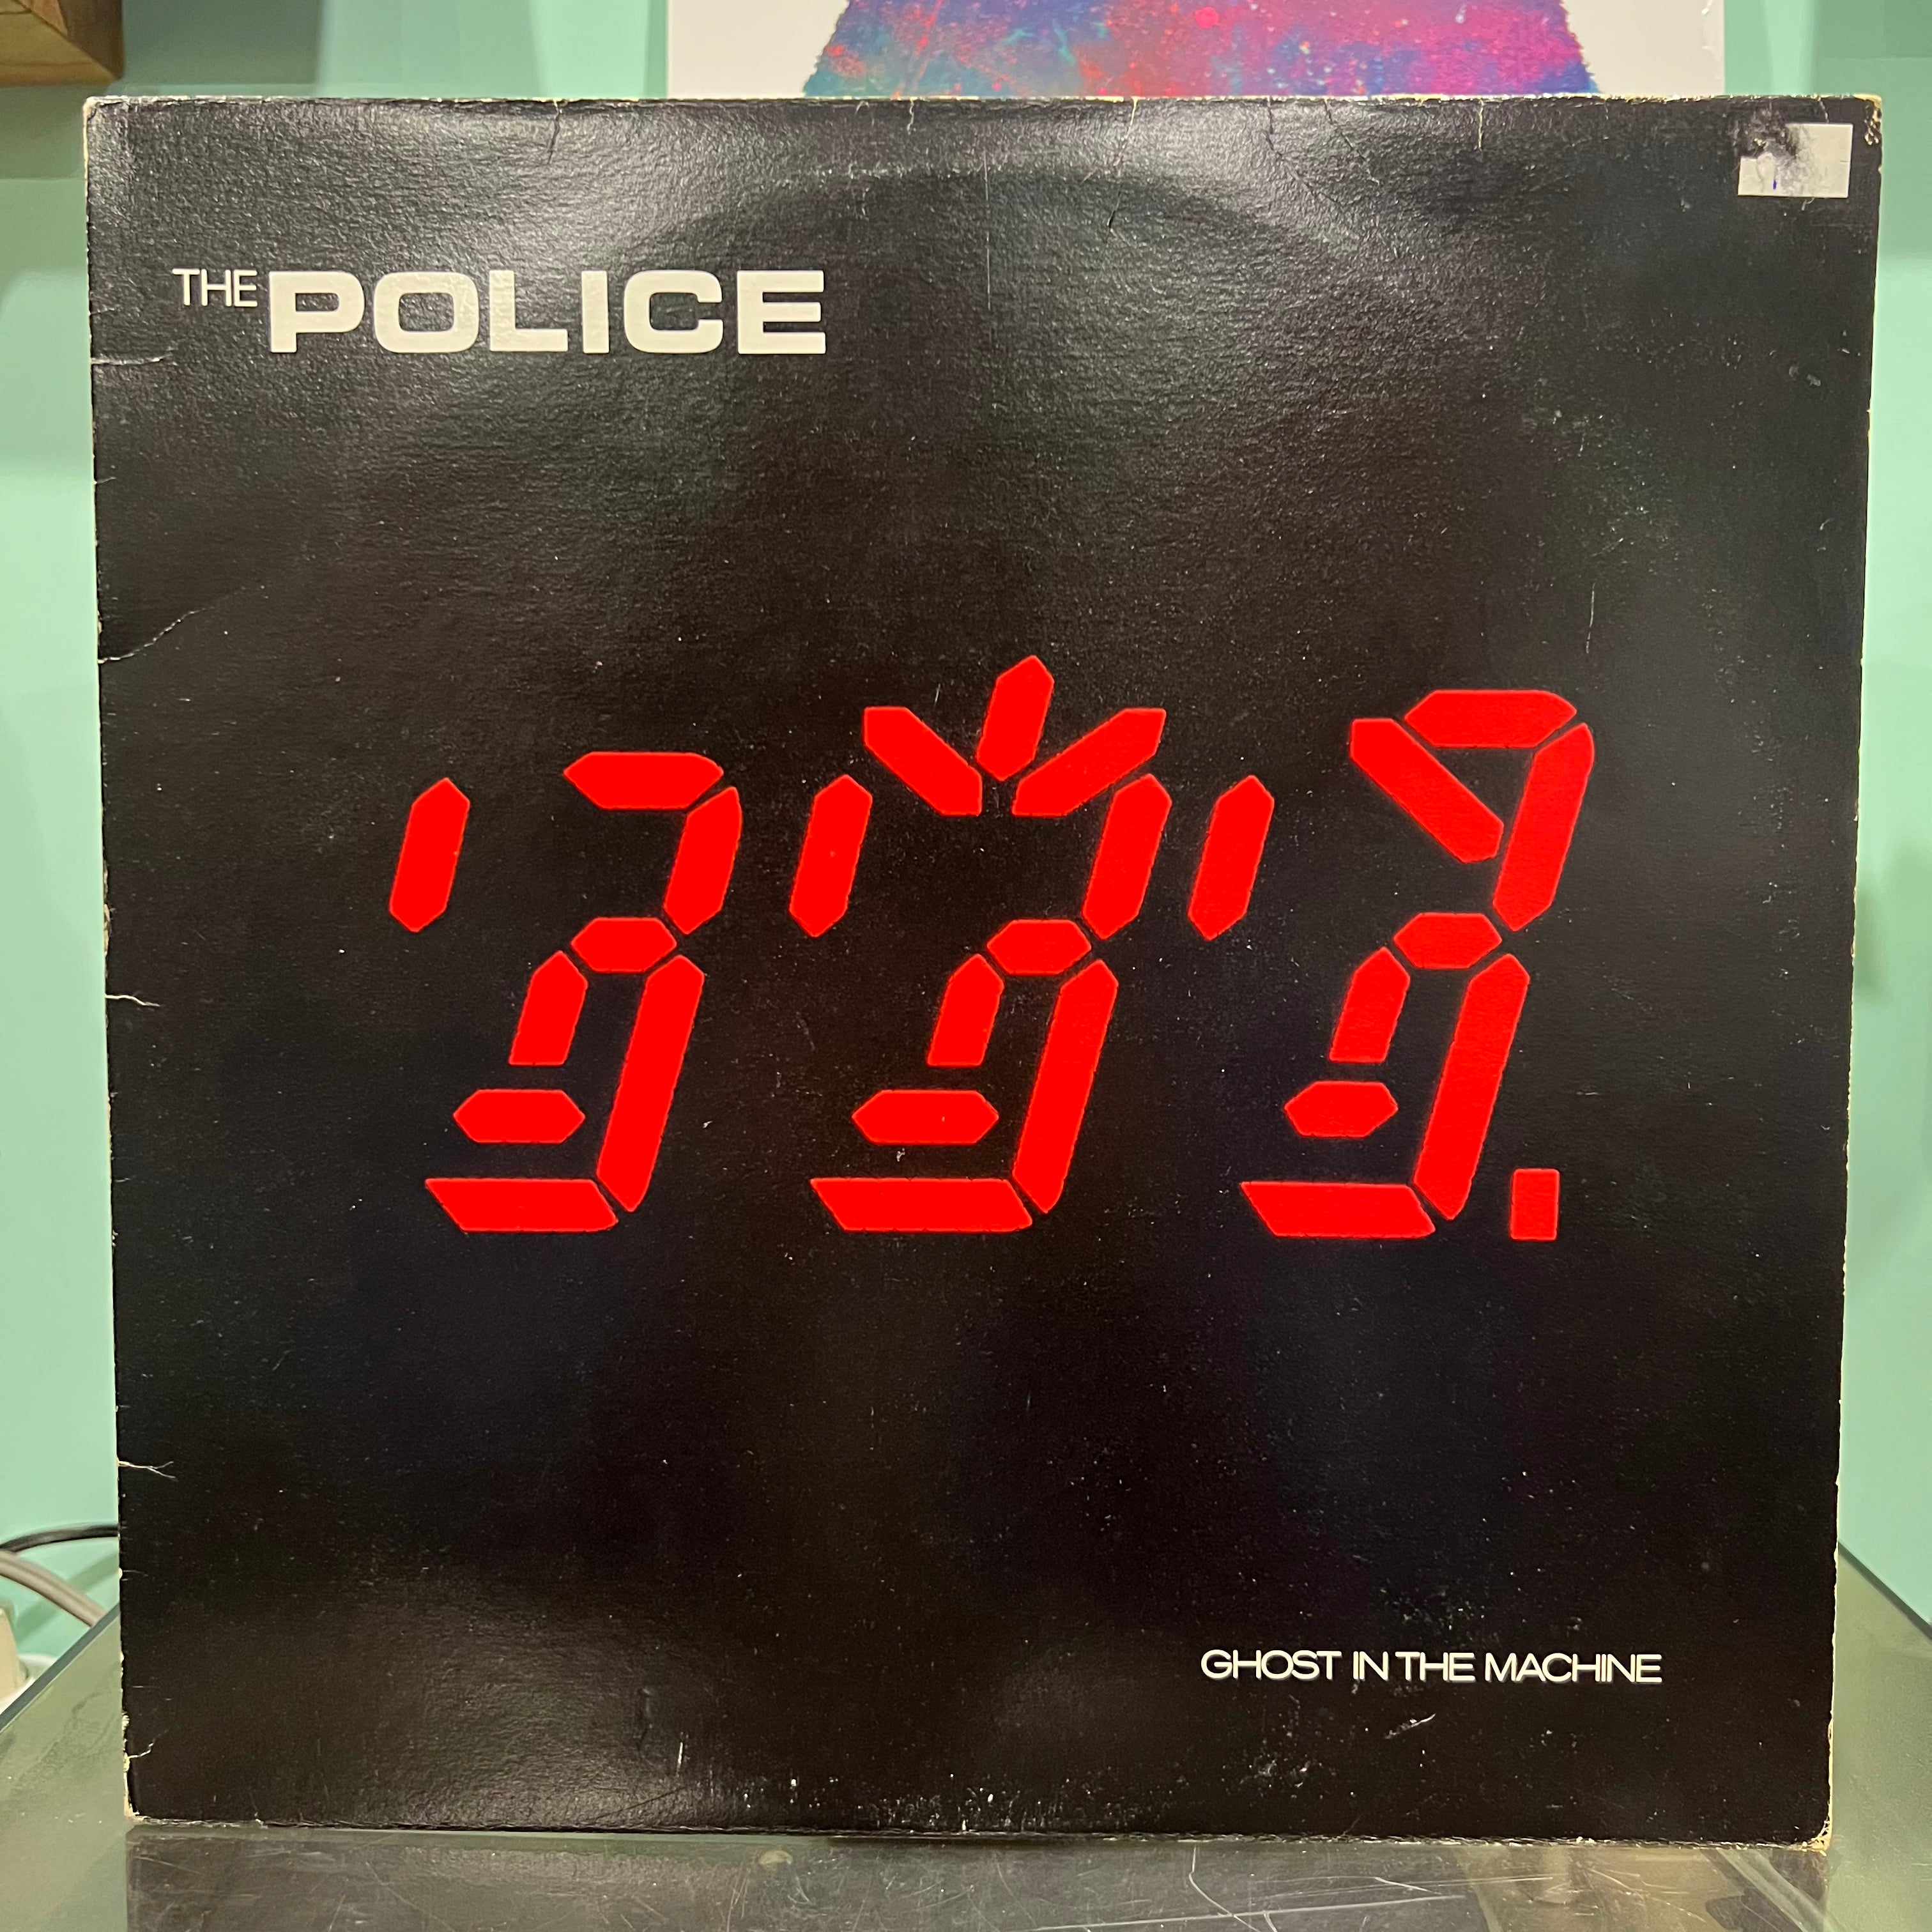 THE POLICE
GHOST IN THE MACHINE